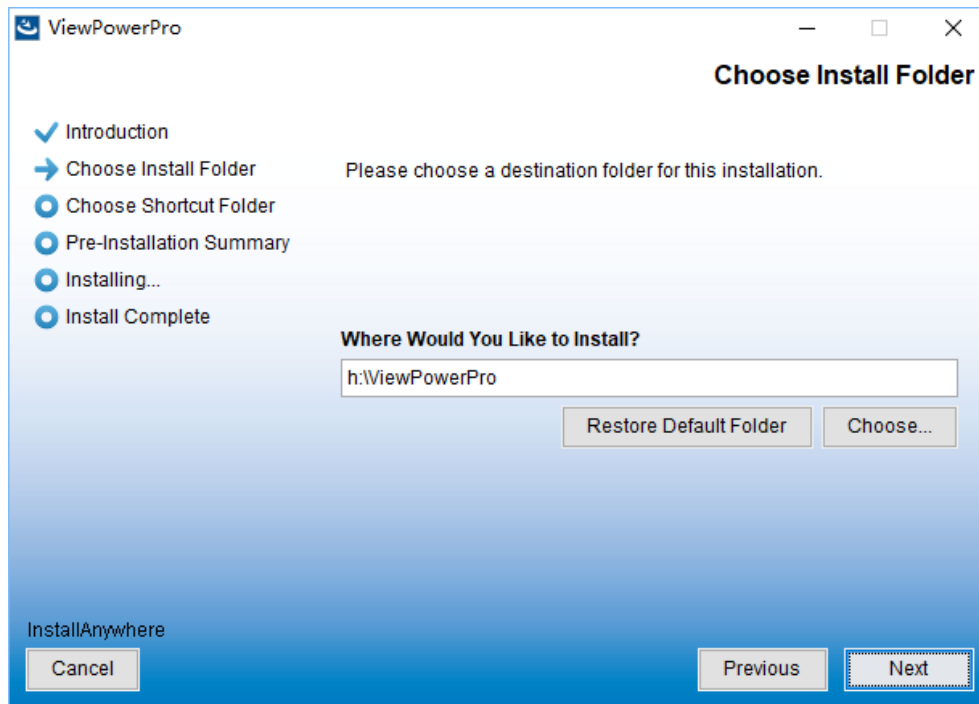 ViewPowerPro
Choose Install Folder
Introduction
Choose Install Folder
Choose Shortcut Folder
Pre-Installation Summary
Installing...
Install Complete
Please choose a destination folder for this installation.
Where Would You Like to Install?
h:\ViewPowerPro
Restore Default Folder
Choose...
InstallAnywhere
Cancel
Previous
Next